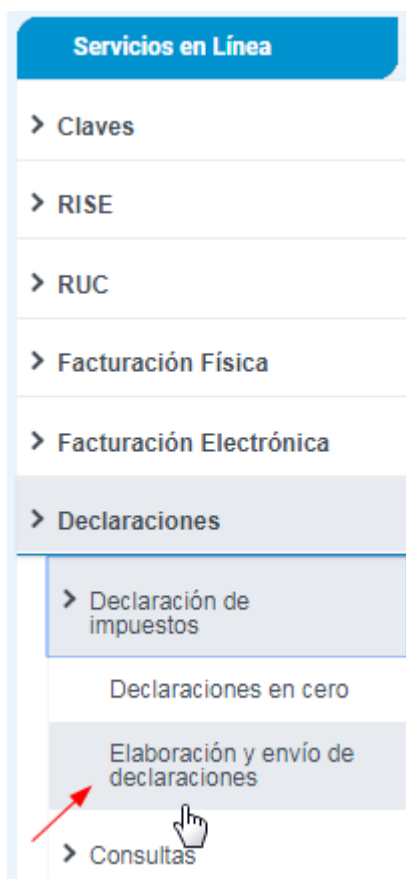 Servicios en Línea
Claves
RISE
RUC
Facturación Física
Facturación Electrónica
Declaraciones
Declaración de
impuestos
Declaraciones en cero
Elaboración y envío de
declaraciones
Consultas